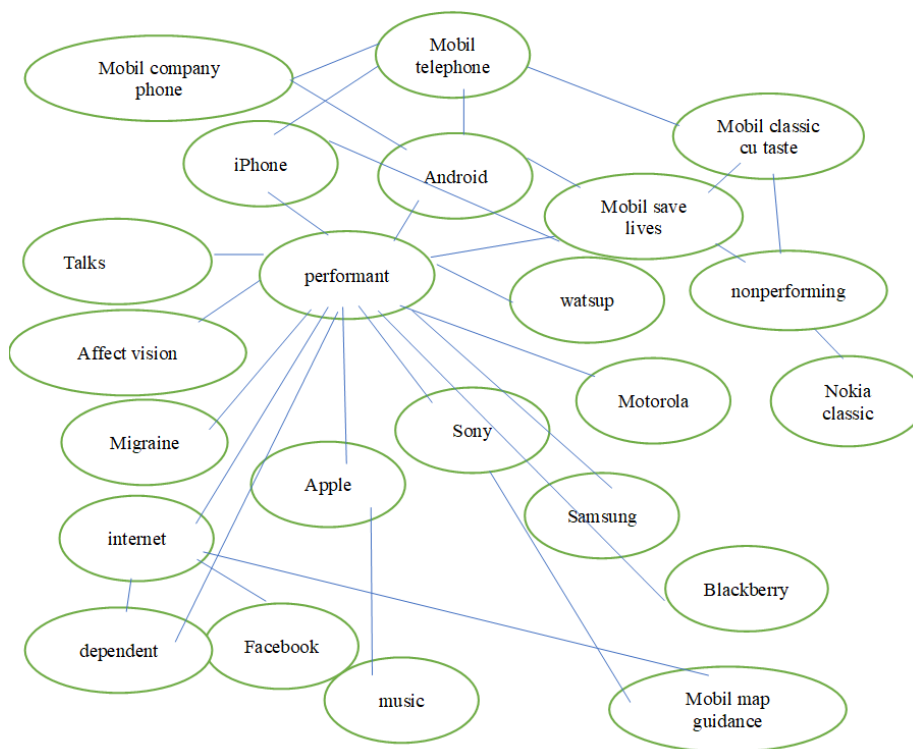 Mobil
telephone
Mobil company
phone
Mobil classic
cu taste
iPhone
Android
Mobil save
lives
Talks
performant
watsup
nonperforming
Affect vision
Motorola
Nokia
classic
Migraine
Sony
Apple
Samsung
internet
Blackberry
dependent
Facebook
music
Mobil map
guidance